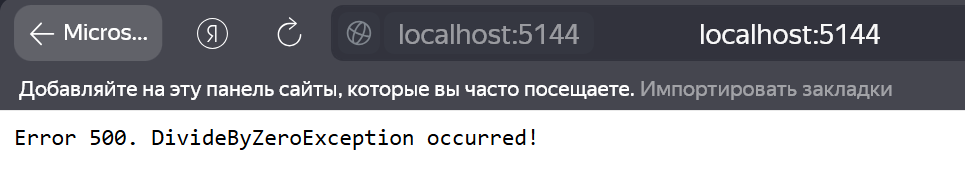 Micros... Я localhost:5144 localhost:5144
Добавляйте на эту панель сайты, которые вы часто посещаете. Импортировать закладки
Error 500. DivideByZeroException occurred!